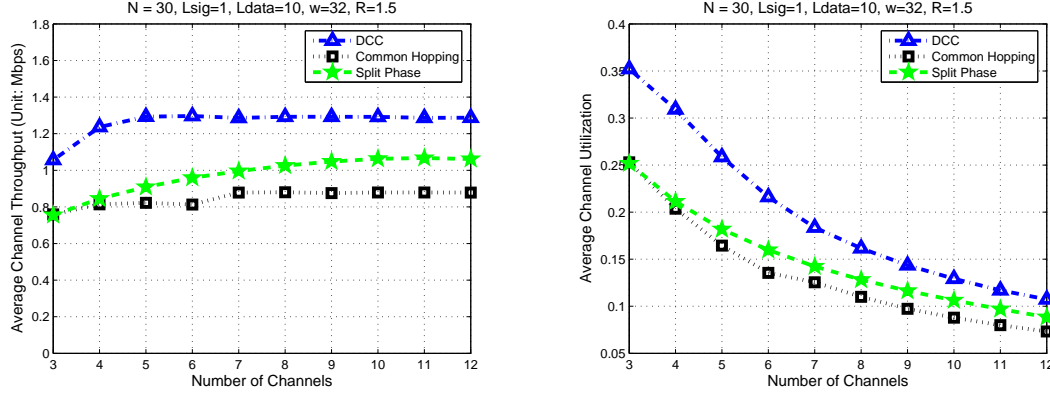 N = 30, Lsig=1, Ldata=10, w=32, R=1.5
Average Channel Throughput (Unit: Mbps)
1.8
1.6
1.4
1.2
1
0.8
0.6
0.4
0.2
0
DCC
Common Hopping
Split Phase
3 4 5 6 7 8 9 10 11 12
Number of Channels
N = 30, Lsig=1, Ldata=10, w=32, R=1.5
Average Channel Utilization
0.4
0.35
0.3
0.25
0.2
0.15
0.1
0.05
DCC
Common Hopping
Split Phase
3 4 5 6 7 8 9 10 11 12
Number of Channels